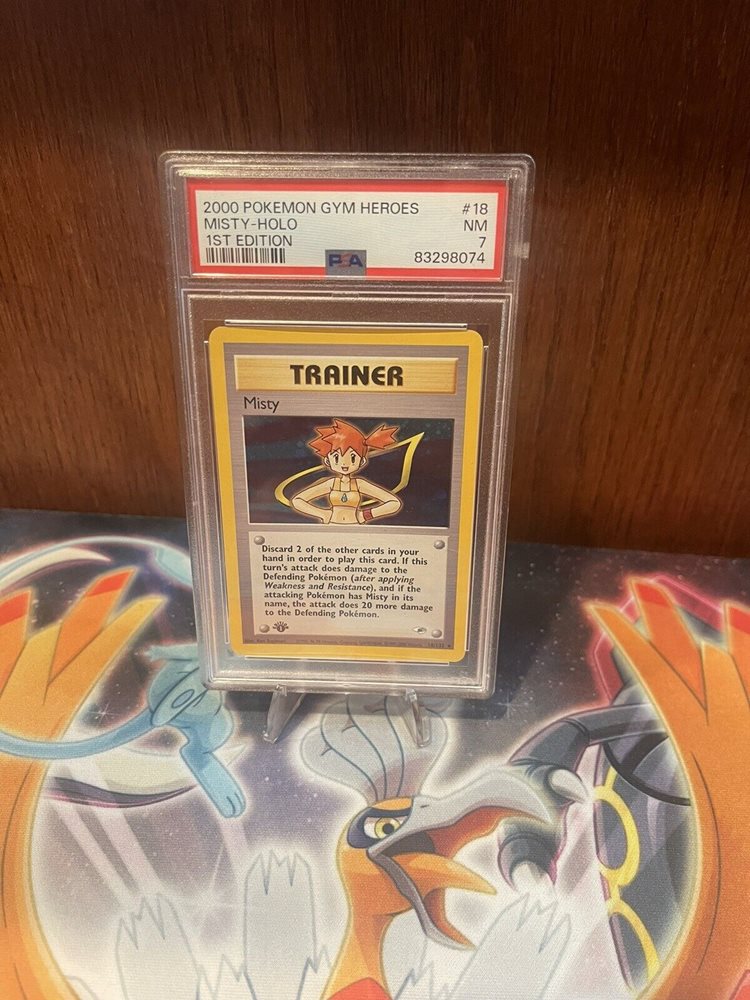 2000 POKEMON GYM HEROES #18
MISTY-HOLO NM
1ST EDITION 7
PSA 83298074
TRAINER
Misty
Discard 2 of the other cards in your
hand in order to play this card. If this
turn's attack does damage to the
Defending Pokémon (after applying
Weakness and Resistance), and if the
attacking Pokémon has Misty in its
name, the attack does 20 more damage
to the Defending Pokémon.
18/132